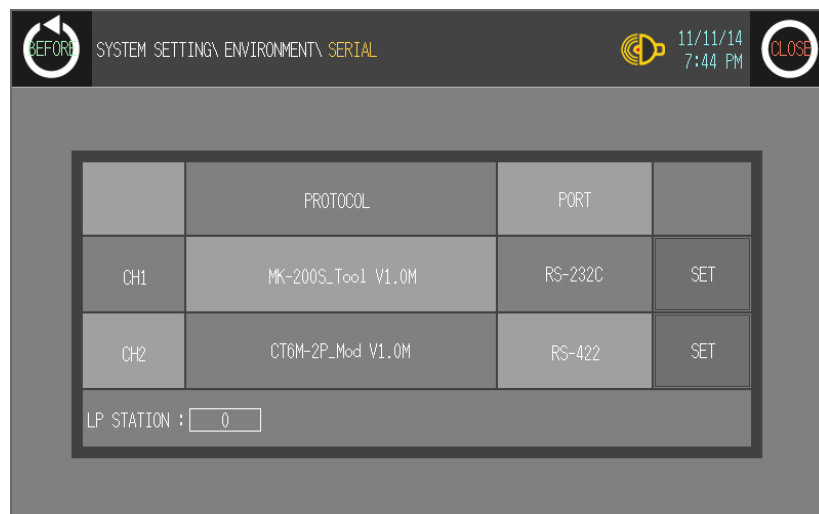 BEFORE
SYSTEM SETTING\ ENVIRONMENT\ SERIAL
11/11/14
7:44 PM
CLOSE
PROTOCOL PORT
CH1 MK-200S_Tool V1.0M RS-232C SET
CH2 CT6M-2P_Mod V1.0M RS-422 SET
LP STATION : 0